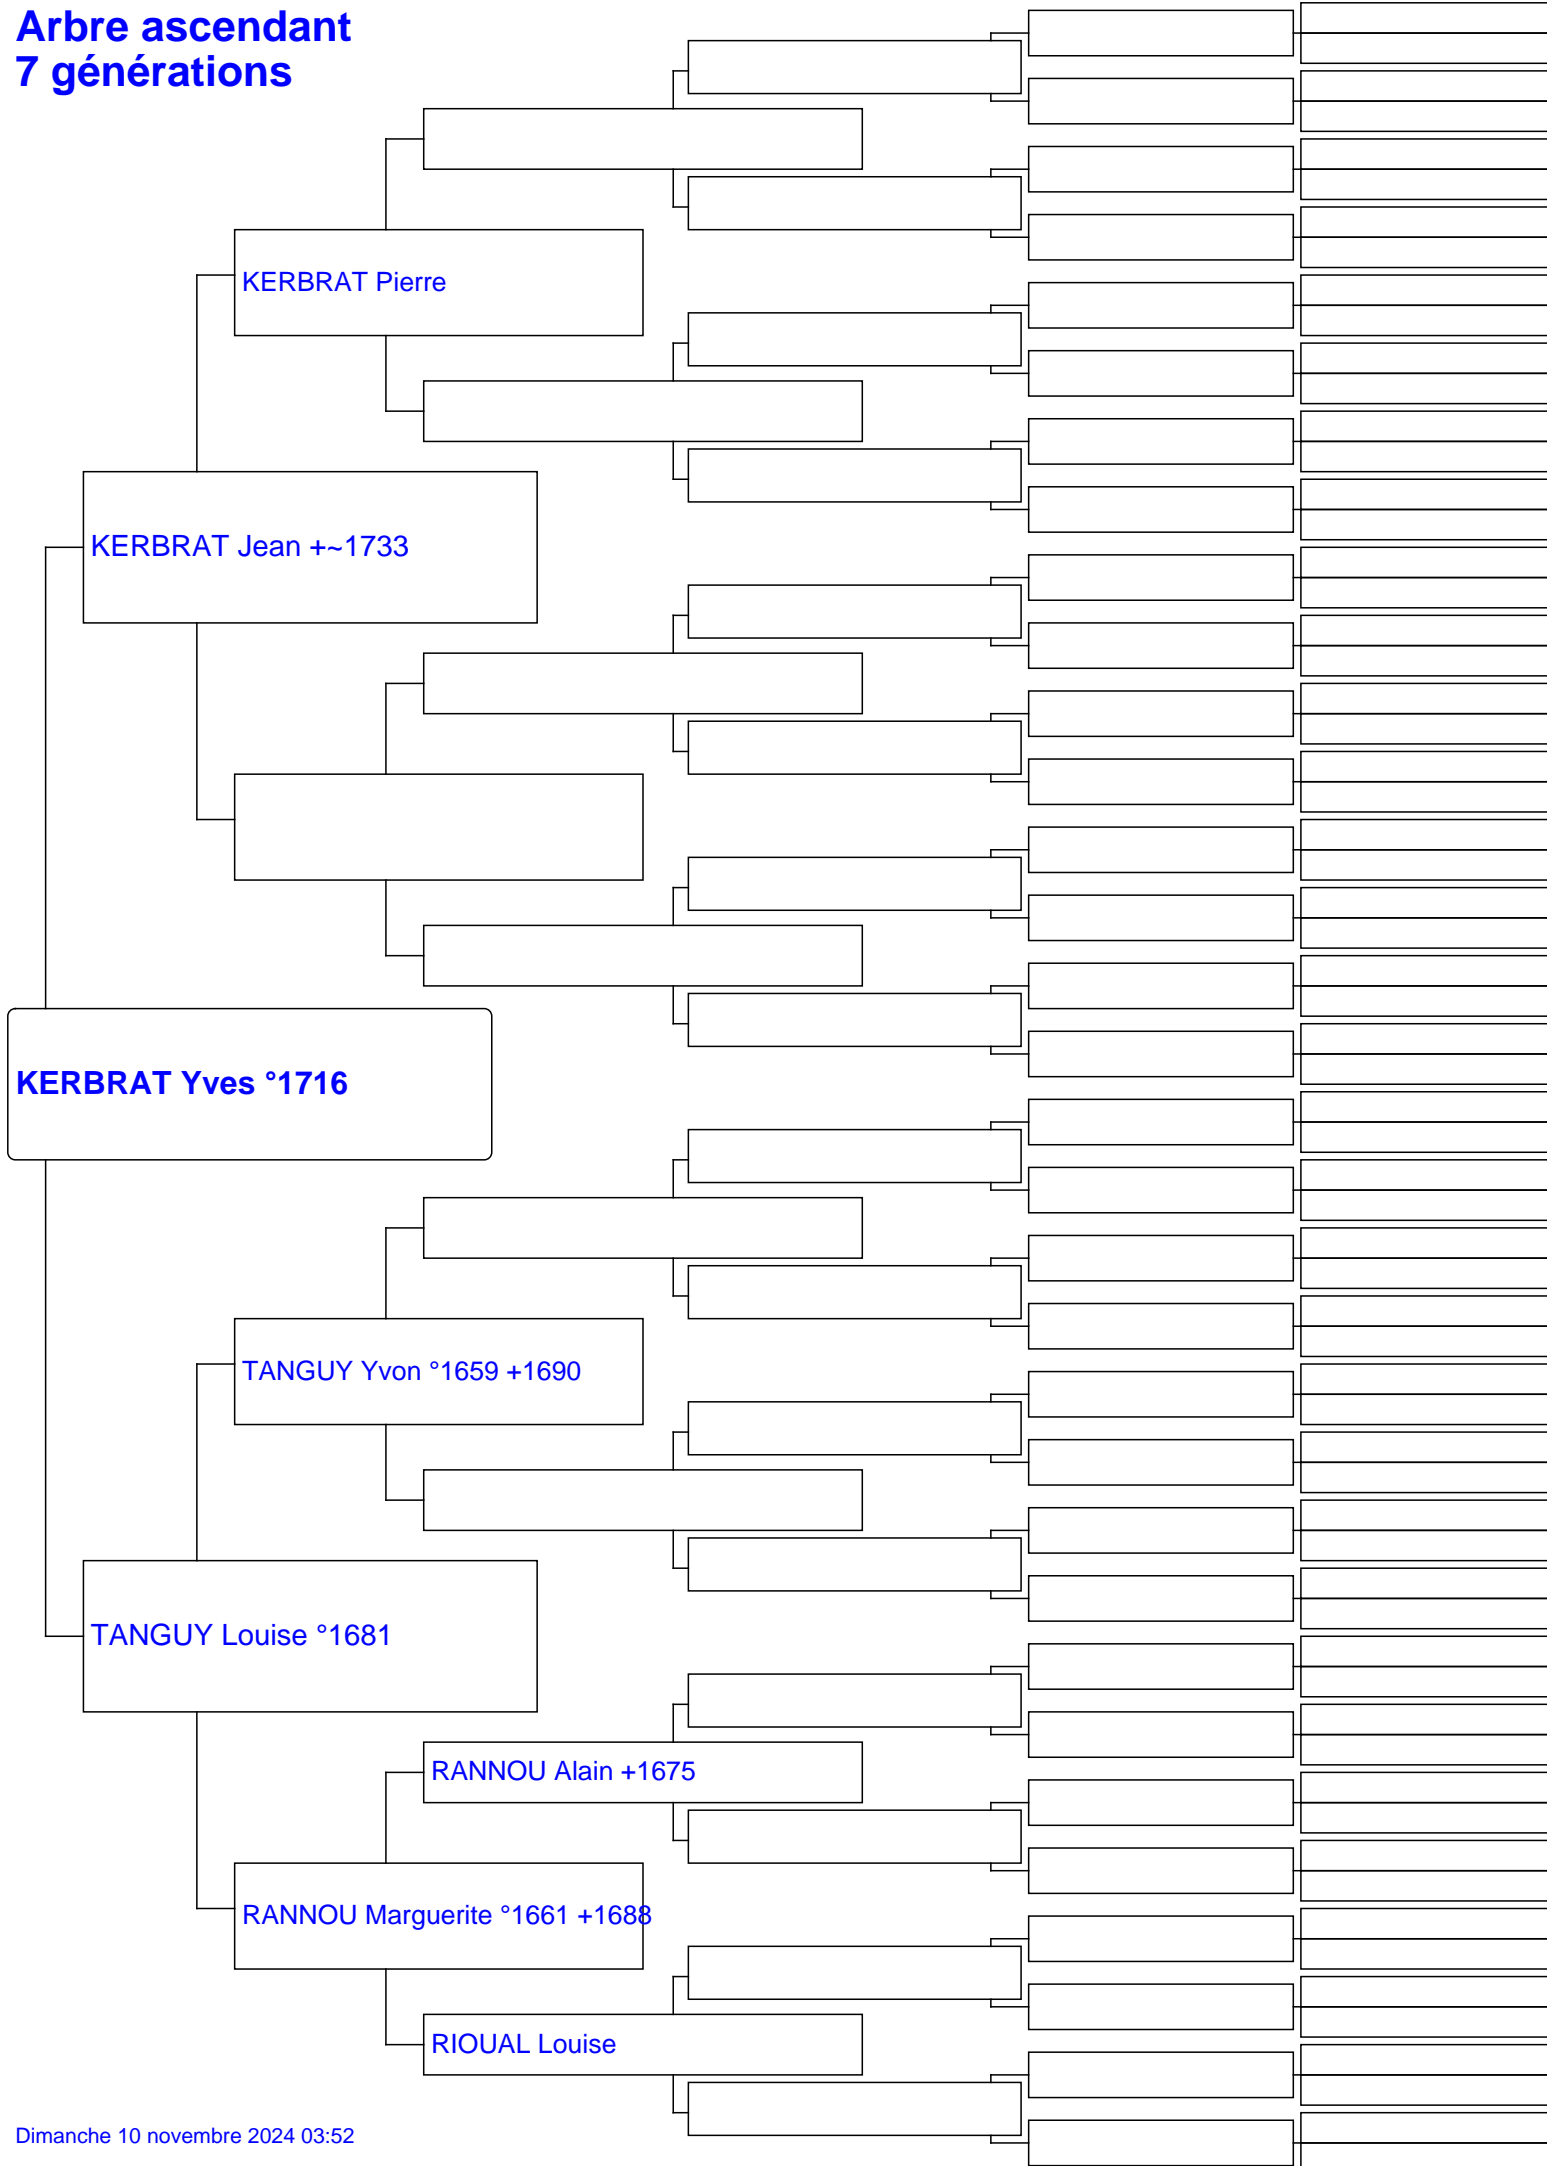 Arbre ascendant
7 générations
KERBRAT Pierre
KERBRAT Jean +~1733
KERBRAT Yves °1716
TANGUY Yvon °1659 +1690
TANGUY Louise °1681
RANNOU Alain +1675
RANNOU Marguerite °1661 +1688
RIOUAL Louise
Dimanche 10 novembre 2024 03:52